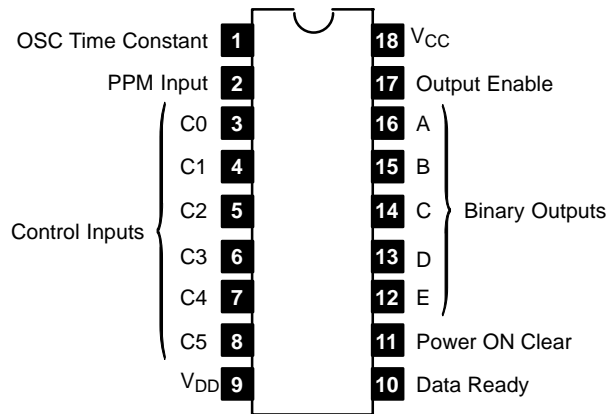 OSC Time Constant 1 18 VCC
PPM Input 2 17 Output Enable
C0 3 16 A
C1 4 15 B
C2 5 14 C
Control Inputs Binary Outputs
C3 6 13 D
C4 7 12 E
C5 8 11 Power ON Clear
VDD 9 10 Data Ready